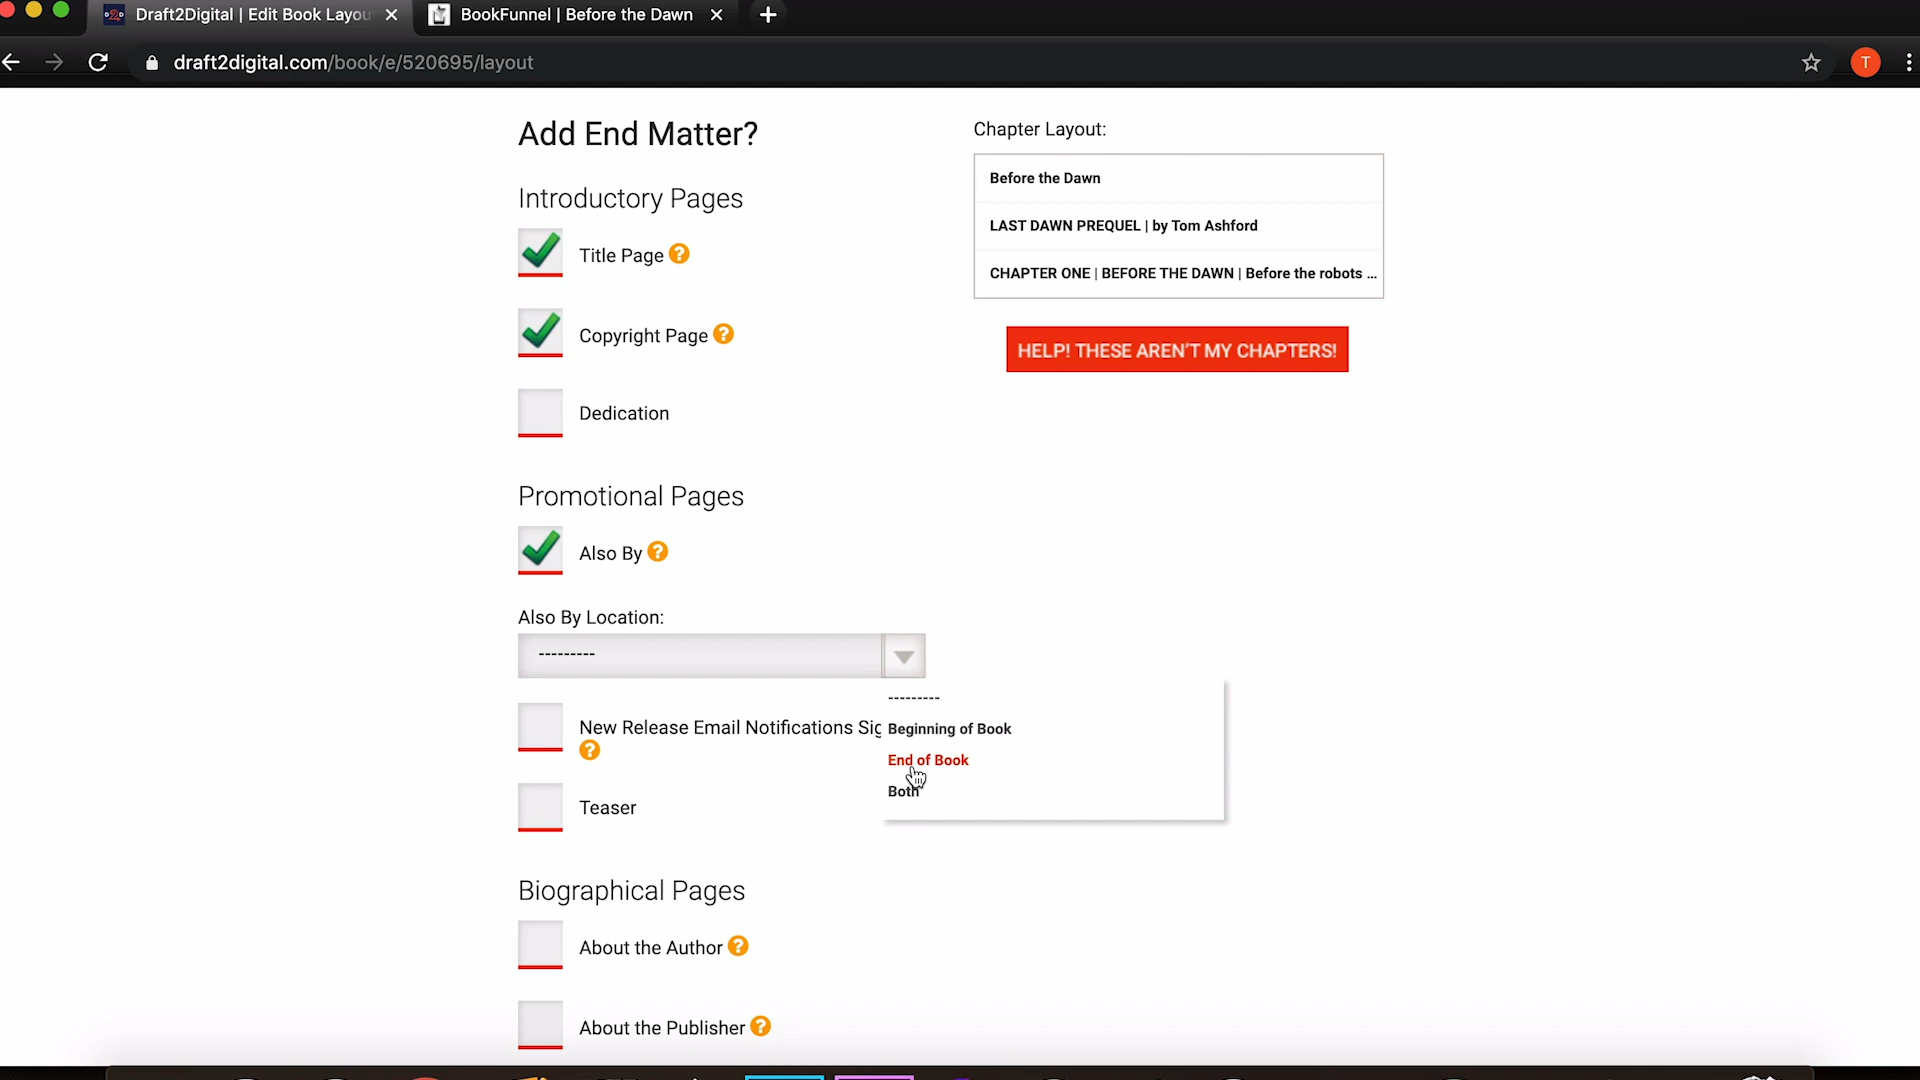 Draft2Digital | Edit Book Layou
BookFunnel | Before the Dawn
draft2digital.com/book/e/520695/layout
T
Add End Matter?
Introductory Pages
Title Page ?
Copyright Page ?
Dedication
Promotional Pages
Also By ?
Also By Location:
---------
---------
Beginning of Book
End of Book
Both
New Release Email Notifications Sig
?
Teaser
Biographical Pages
About the Author ?
About the Publisher ?
Chapter Layout:
Before the Dawn
LAST DAWN PREQUEL | by Tom Ashford
CHAPTER ONE | BEFORE THE DAWN | Before the robots ...
HELP! THESE AREN'T MY CHAPTERS!